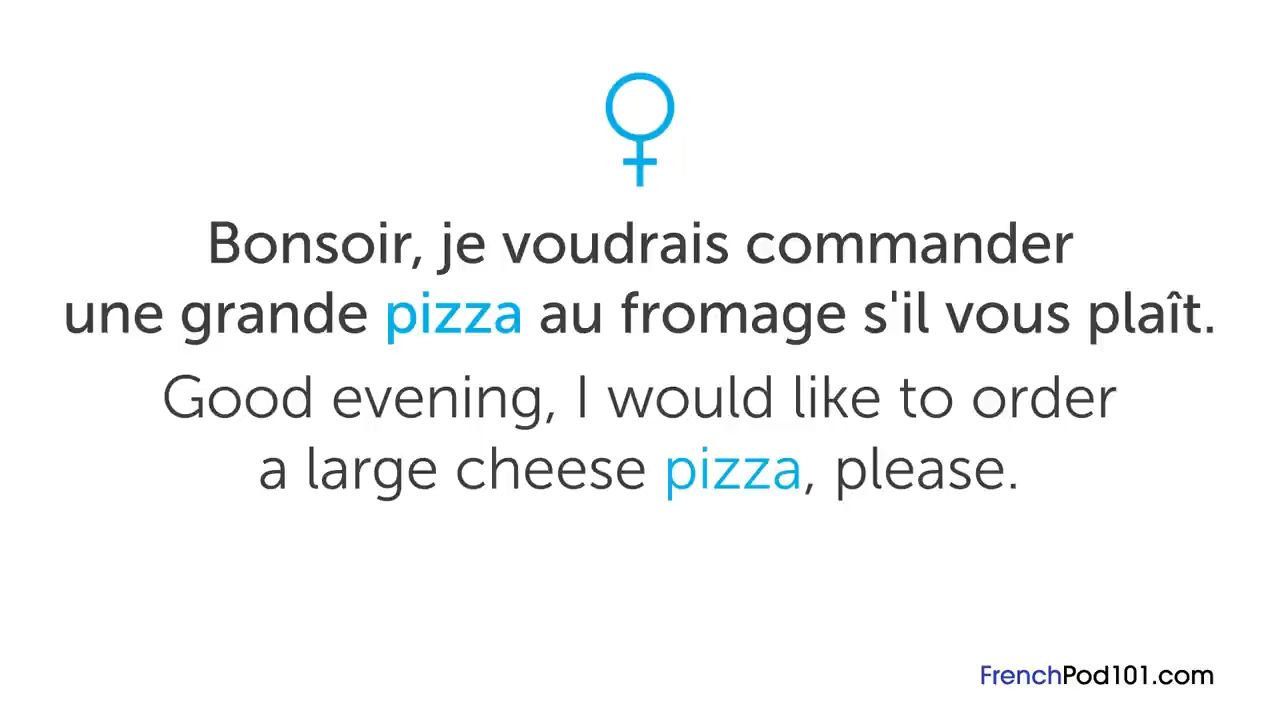 Bonsoir, je voudrais commander
une grande pizza au fromage s'il vous plaît.
Good evening, I would like to order
a large cheese pizza, please.
FrenchPod101.com